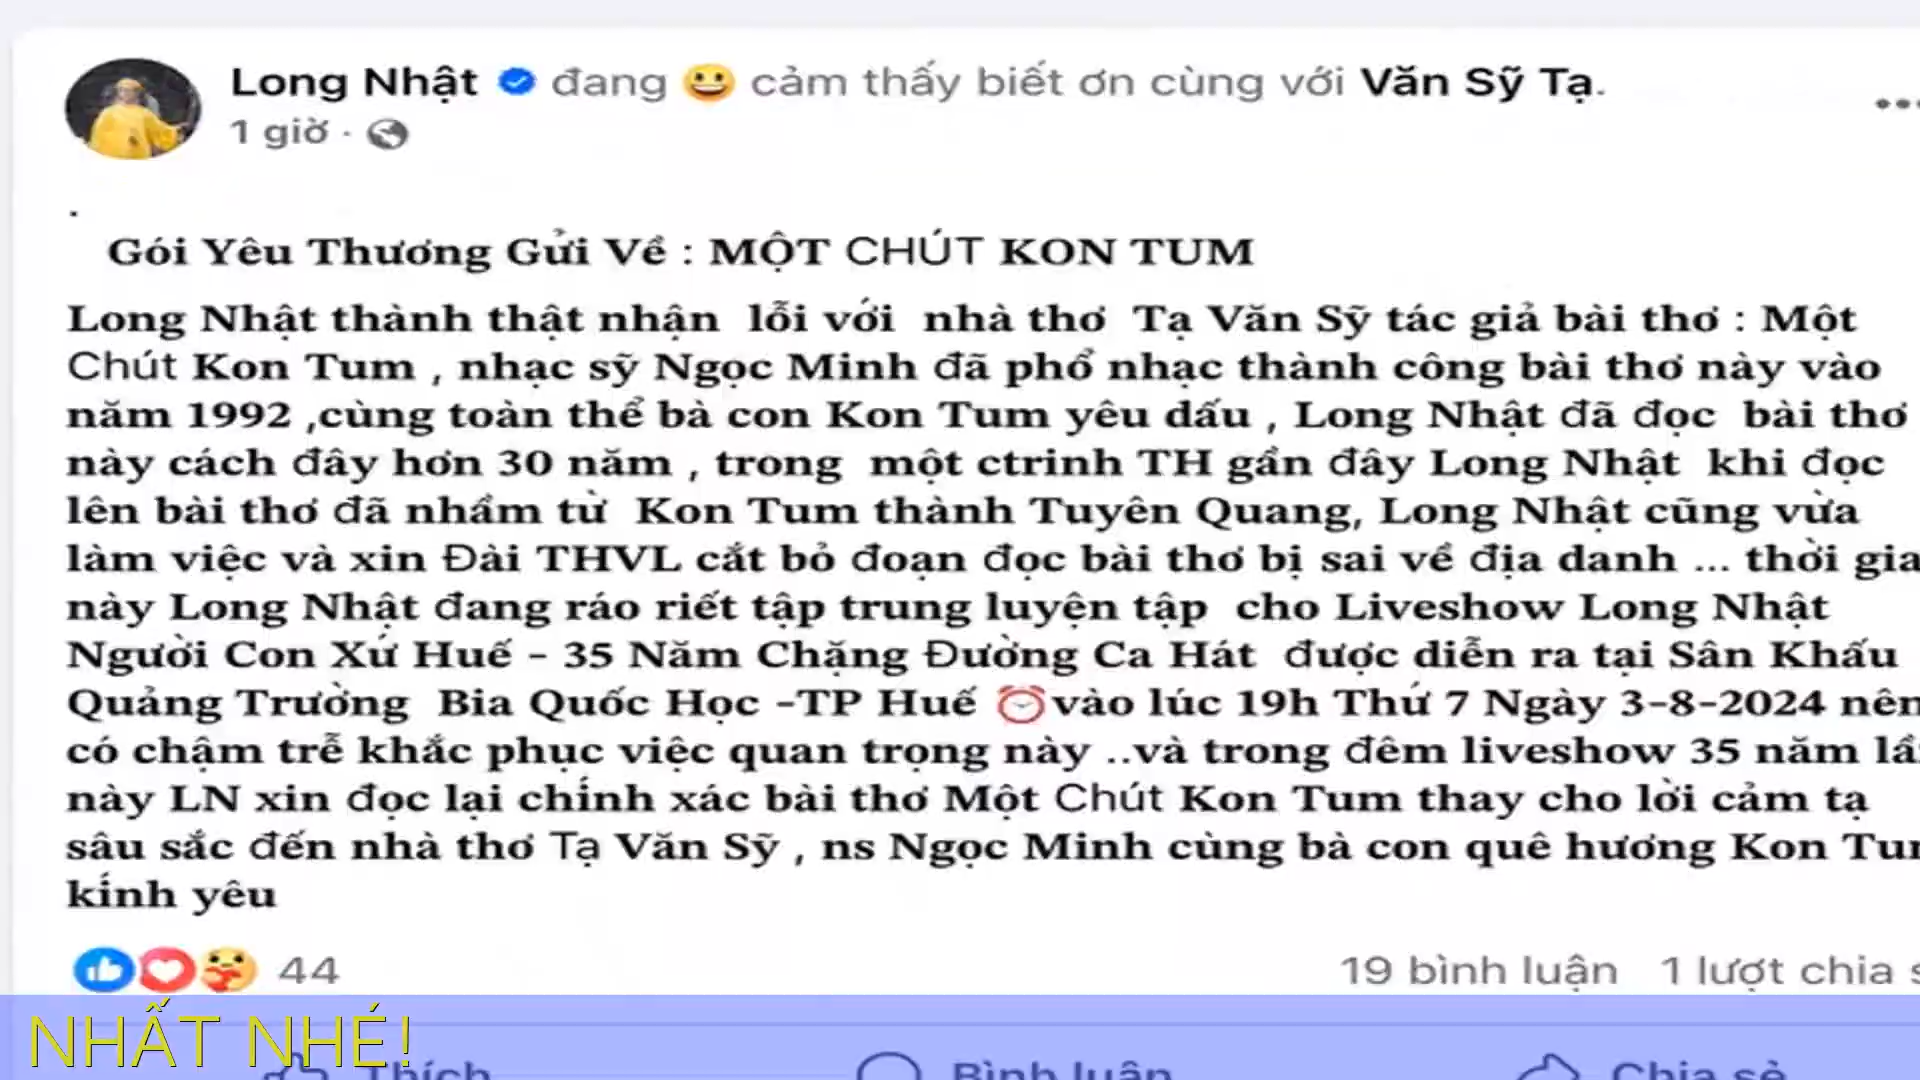 Long Nhật đang 😀 cảm thấy biết ơn cùng với Văn Sỹ Tạ.
1 giờ ·
.
Gói Yêu Thương Gửi Về : MỘT CHÚT KON TUM
Long Nhật thành thật nhận lỗi với nhà thơ Tạ Văn Sỹ tác giả bài thơ : Một
Chút Kon Tum , nhạc sỹ Ngọc Minh đã phổ nhạc thành công bài thơ này vào
năm 1992 ,cùng toàn thể bà con Kon Tum yêu dấu , Long Nhật đã đọc bài thơ
này cách đây hơn 30 năm , trong một ctrinh TH gần đây Long Nhật khi đọc
lên bài thơ đã nhầm từ Kon Tum thành Tuyên Quang, Long Nhật cũng vừa
làm việc và xin Đài THVL cắt bỏ đoạn đọc bài thơ bị sai về địa danh ... thời gia
này Long Nhật đang ráo riết tập trung luyện tập cho Liveshow Long Nhật
Người Con Xứ Huế - 35 Năm Chặng Đường Ca Hát được diễn ra tại Sân Khấu
Quảng Trường Bia Quốc Học -TP Huế ⏰vào lúc 19h Thứ 7 Ngày 3-8-2024 nên
có chậm trễ khắc phục việc quan trọng này ..và trong đêm liveshow 35 năm lầ
này LN xin đọc lại chính xác bài thơ Một Chút Kon Tum thay cho lời cảm tạ
sâu sắc đến nhà thơ Tạ Văn Sỹ , ns Ngọc Minh cùng bà con quê hương Kon Tum
kính yêu
44 19 bình luận 1 lượt chia s
NHẤT NHÉ!
Thích Bình luận Chia sẻ